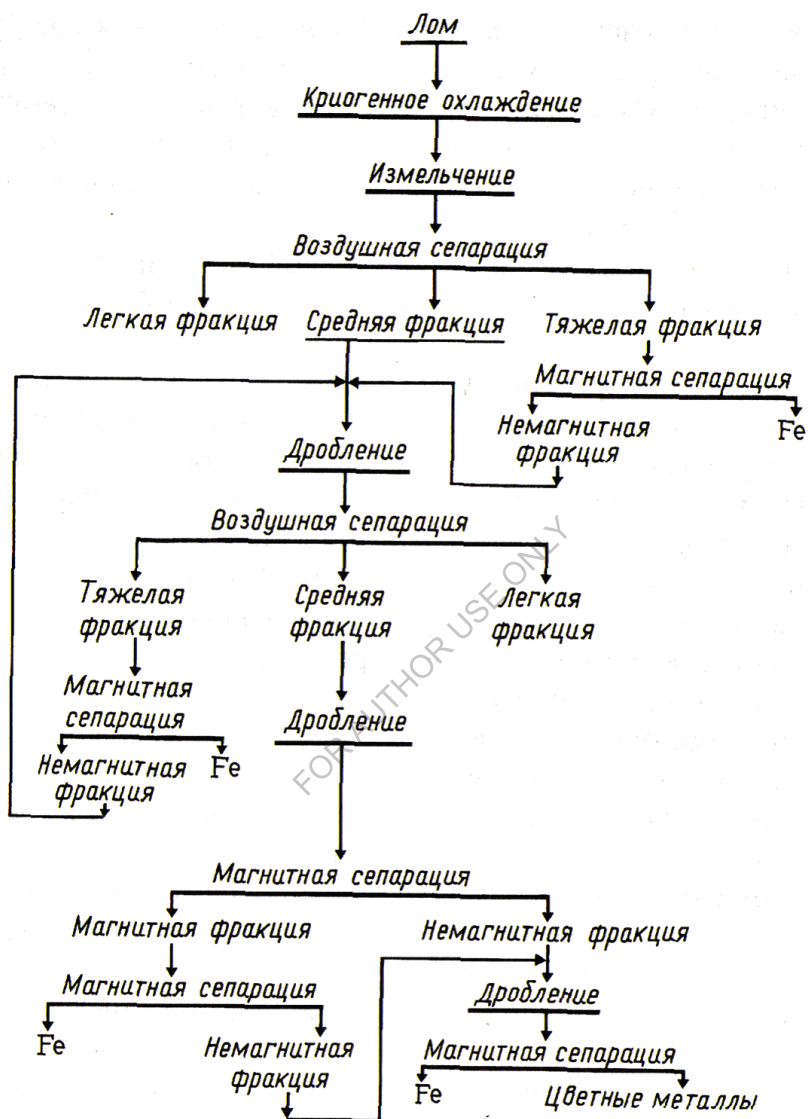 Лом
Криогенное охлаждение
Измельчение
Воздушная сепарация
Легкая фракция
Средняя фракция
Тяжелая фракция
Магнитная сепарация
Немагнитная
фракция
Fe
Дробление
Воздушная сепарация
Тяжелая
фракция
Средняя
фракция
Легкая
фракция
Магнитная
сепарация
Немагнитная
фракция
Fe
Дробление
FOR AUTHOR USE ONLY
Магнитная сепарация
Магнитная фракция
Немагнитная фракция
Магнитная сепарация
Fe
Немагнитная
фракция
Дробление
Магнитная сепарация
Fe
Цветные металлы